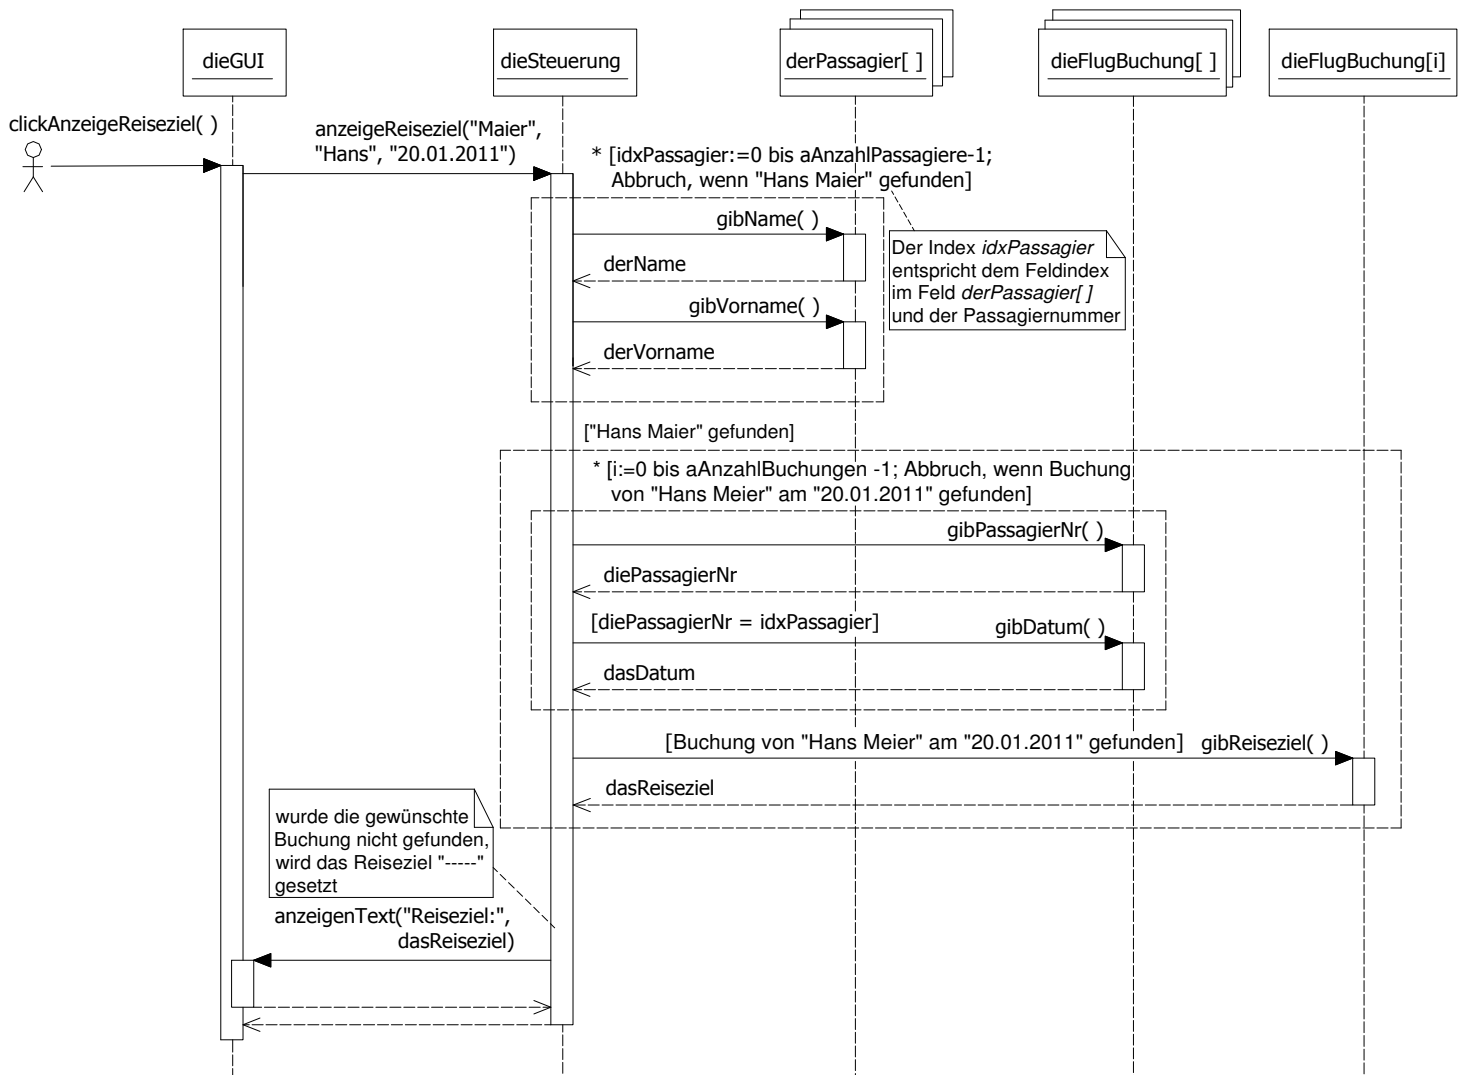 dieGUI
dieSteuerung
derPassagier[ ]
dieFlugBuchung[ ]
dieFlugBuchung[i]
clickAnzeigeReiseziel( )
anzeigeReiseziel("Maier",
"Hans", "20.01.2011")
* [idxPassagier:=0 bis aAnzahlPassagiere-1;
Abbruch, wenn "Hans Maier" gefunden]
gibName( )
derName
gibVorname( )
derVorname
Der Index idxPassagier
entspricht dem Feldindex
im Feld derPassagier[ ]
und der Passagiernummer
["Hans Maier" gefunden]
* [i:=0 bis aAnzahlBuchungen -1; Abbruch, wenn Buchung
von "Hans Meier" am "20.01.2011" gefunden]
gibPassagierNr( )
diePassagierNr
[diePassagierNr = idxPassagier]
gibDatum( )
dasDatum
[Buchung von "Hans Meier" am "20.01.2011" gefunden]
gibReiseziel( )
dasReiseziel
wurde die gewünschte
Buchung nicht gefunden,
wird das Reiseziel "-----"
gesetzt
anzeigenText("Reiseziel:",
dasReiseziel)